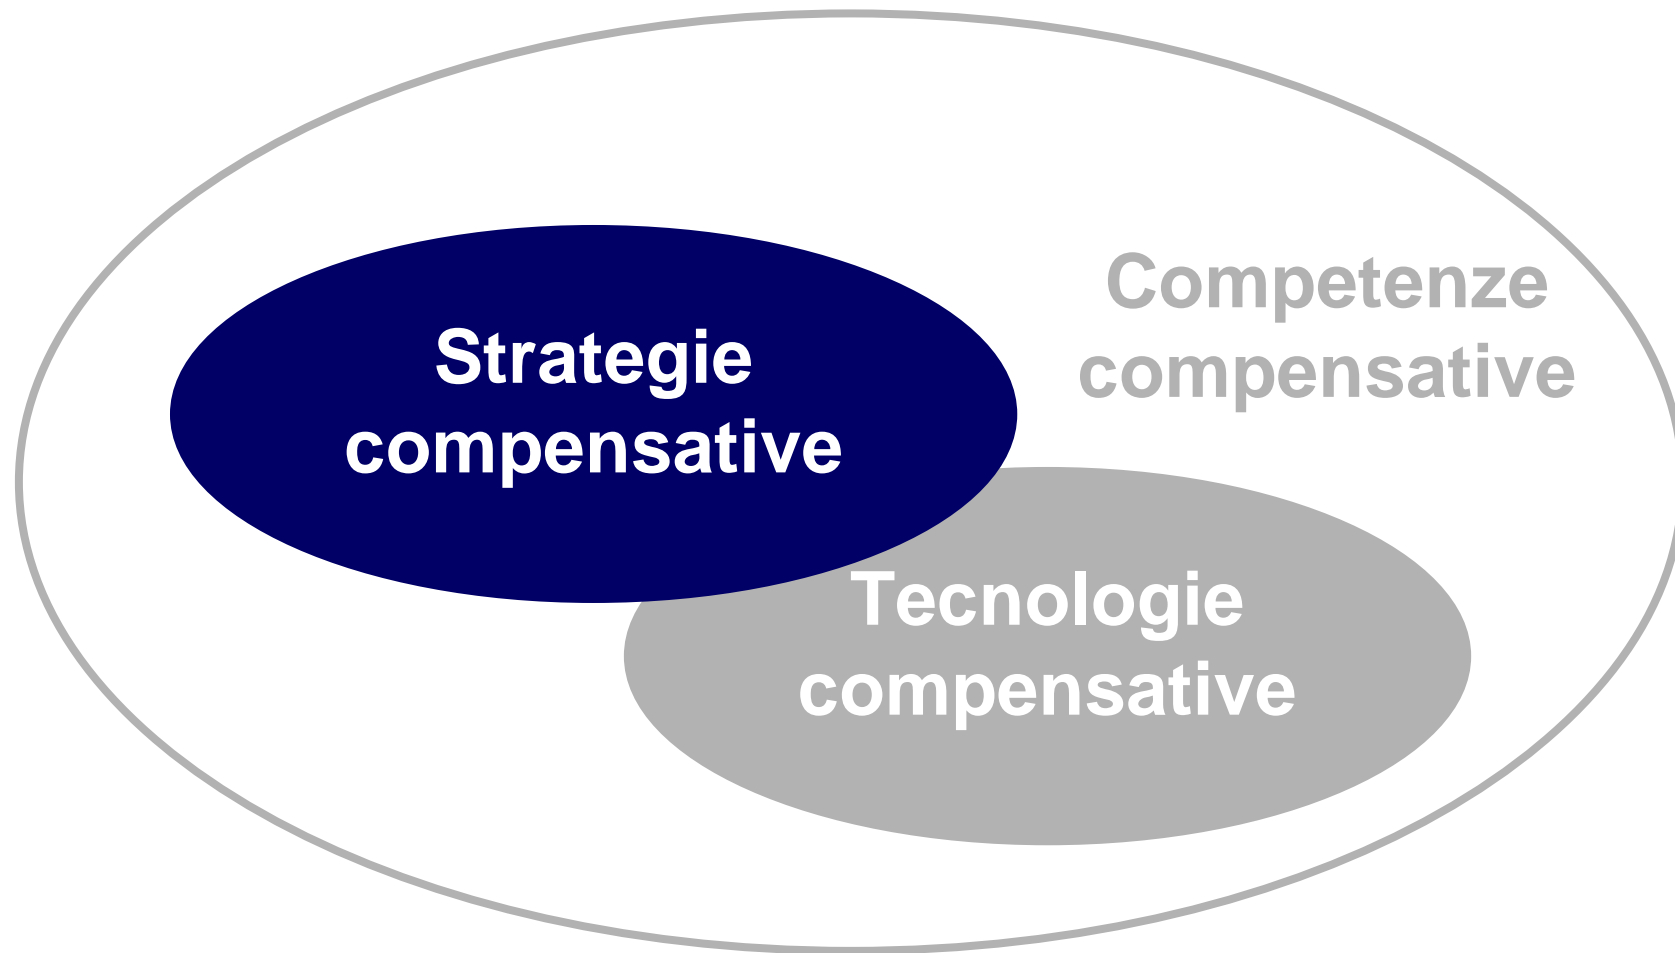 Competenze
compensative
Strategie
compensative
Tecnologie
compensative